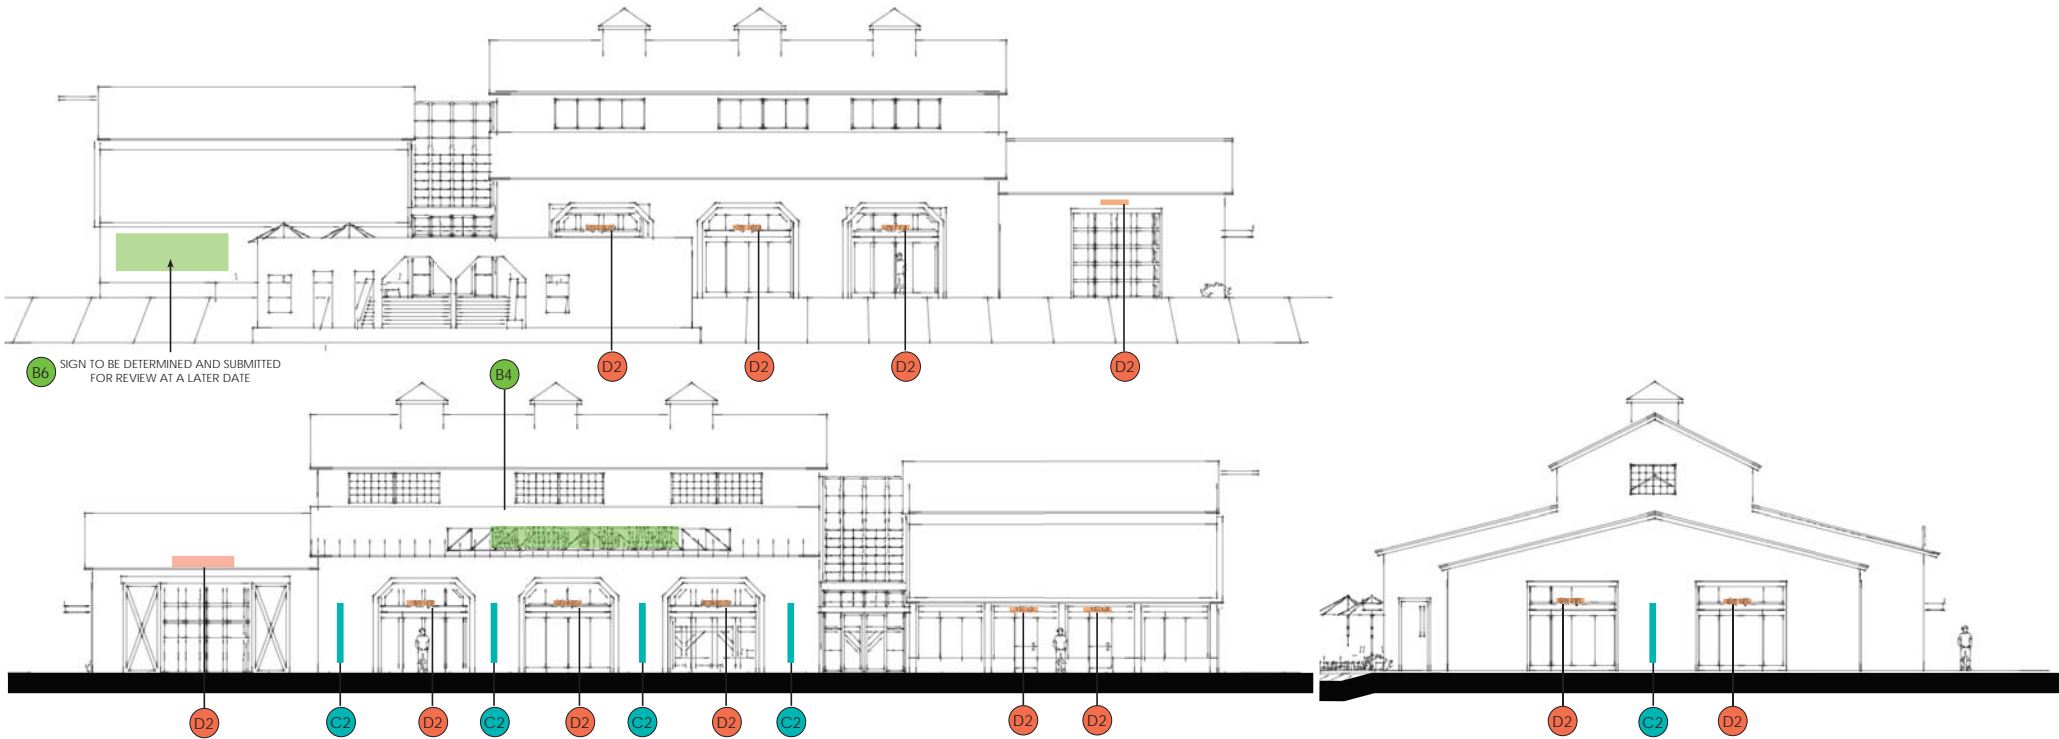 B6
SIGN TO BE DETERMINED AND SUBMITTED
FOR REVIEW AT A LATER DATE
D2
D2
D2
D2
B4
D2
C2
D2
C2
D2
C2
D2
C2
D2
D2
D2
C2
D2